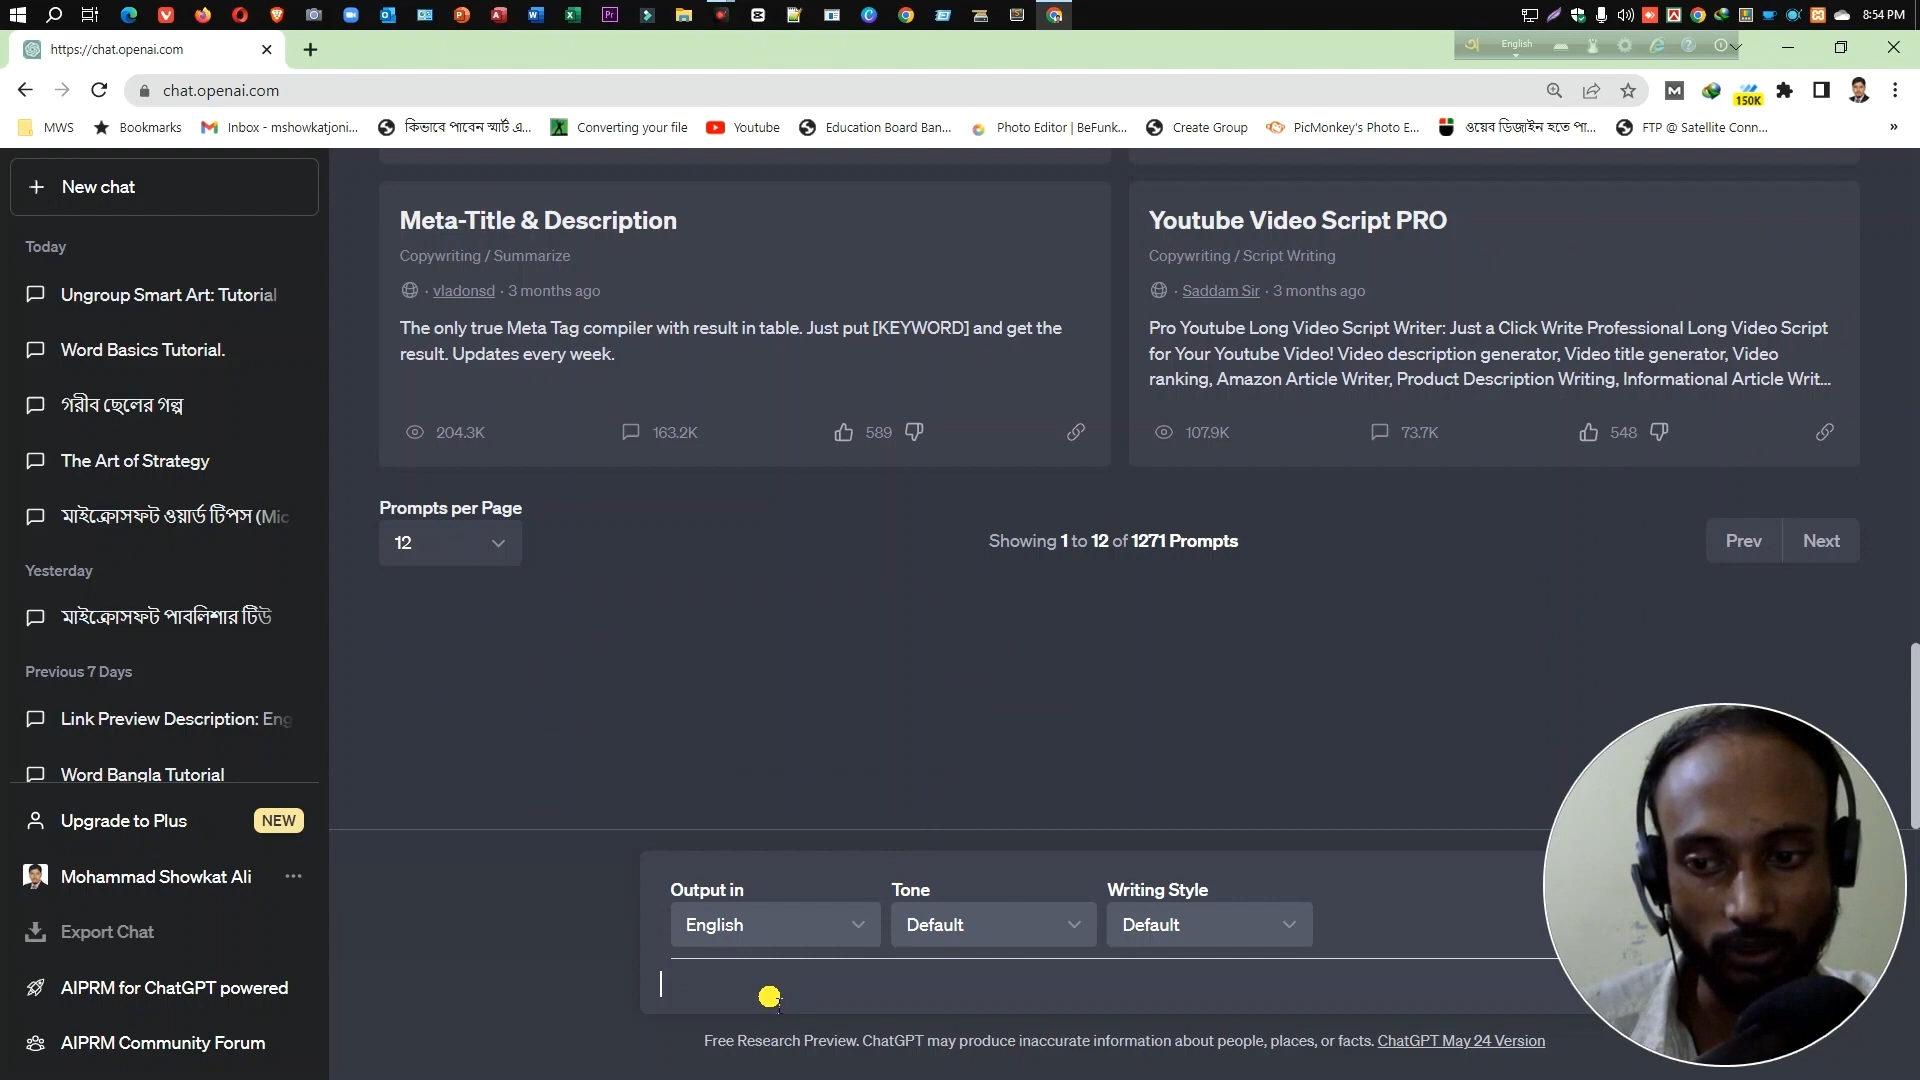 8:54 PM
https://chat.openai.com
English
chat.openai.com
150K
MWS
Bookmarks
Inbox - mshowkatjoni...
কিভাবে পাবেন স্মার্ট এ...
Converting your file
Youtube
Education Board Ban...
Photo Editor | BeFunk...
Create Group
PicMonkey's Photo E...
ওয়েব ডিজাইন হতে পা...
FTP @ Satellite Conn...
»
New chat
Today
Ungroup Smart Art: Tutorial
Word Basics Tutorial.
গরীব ছেলের গল্প
The Art of Strategy
মাইক্রোসফট ওয়ার্ড টিপস (Mic
Yesterday
মাইক্রোসফট পাবলিশার টিউ
Previous 7 Days
Link Preview Description: Eng
Word Bangla Tutorial
Upgrade to Plus
NEW
Mohammad Showkat Ali
Export Chat
AIPRM for ChatGPT powered
AIPRM Community Forum
Meta-Title & Description
Copywriting / Summarize
· vladonsd · 3 months ago
The only true Meta Tag compiler with result in table. Just put [KEYWORD] and get the
result. Updates every week.
204.3K
163.2K
589
Youtube Video Script PRO
Copywriting / Script Writing
· Saddam Sir · 3 months ago
Pro Youtube Long Video Script Writer: Just a Click Write Professional Long Video Script
for Your Youtube Video! Video description generator, Video title generator, Video
ranking, Amazon Article Writer, Product Description Writing, Informational Article Writ...
107.9K
73.7K
548
Prompts per Page
12
Showing 1 to 12 of 1271 Prompts
Prev
Next
Output in
Tone
Writing Style
English
Default
Default
Free Research Preview. ChatGPT may produce inaccurate information about people, places, or facts. ChatGPT May 24 Version